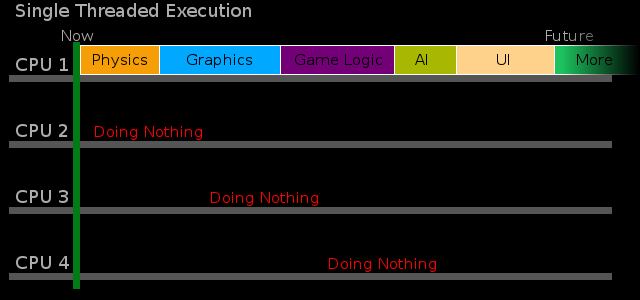 Single Threaded Execution
Now Future
CPU 1 Physics Graphics Game Logic AI UI More
CPU 2 Doing Nothing
CPU 3 Doing Nothing
CPU 4 Doing Nothing